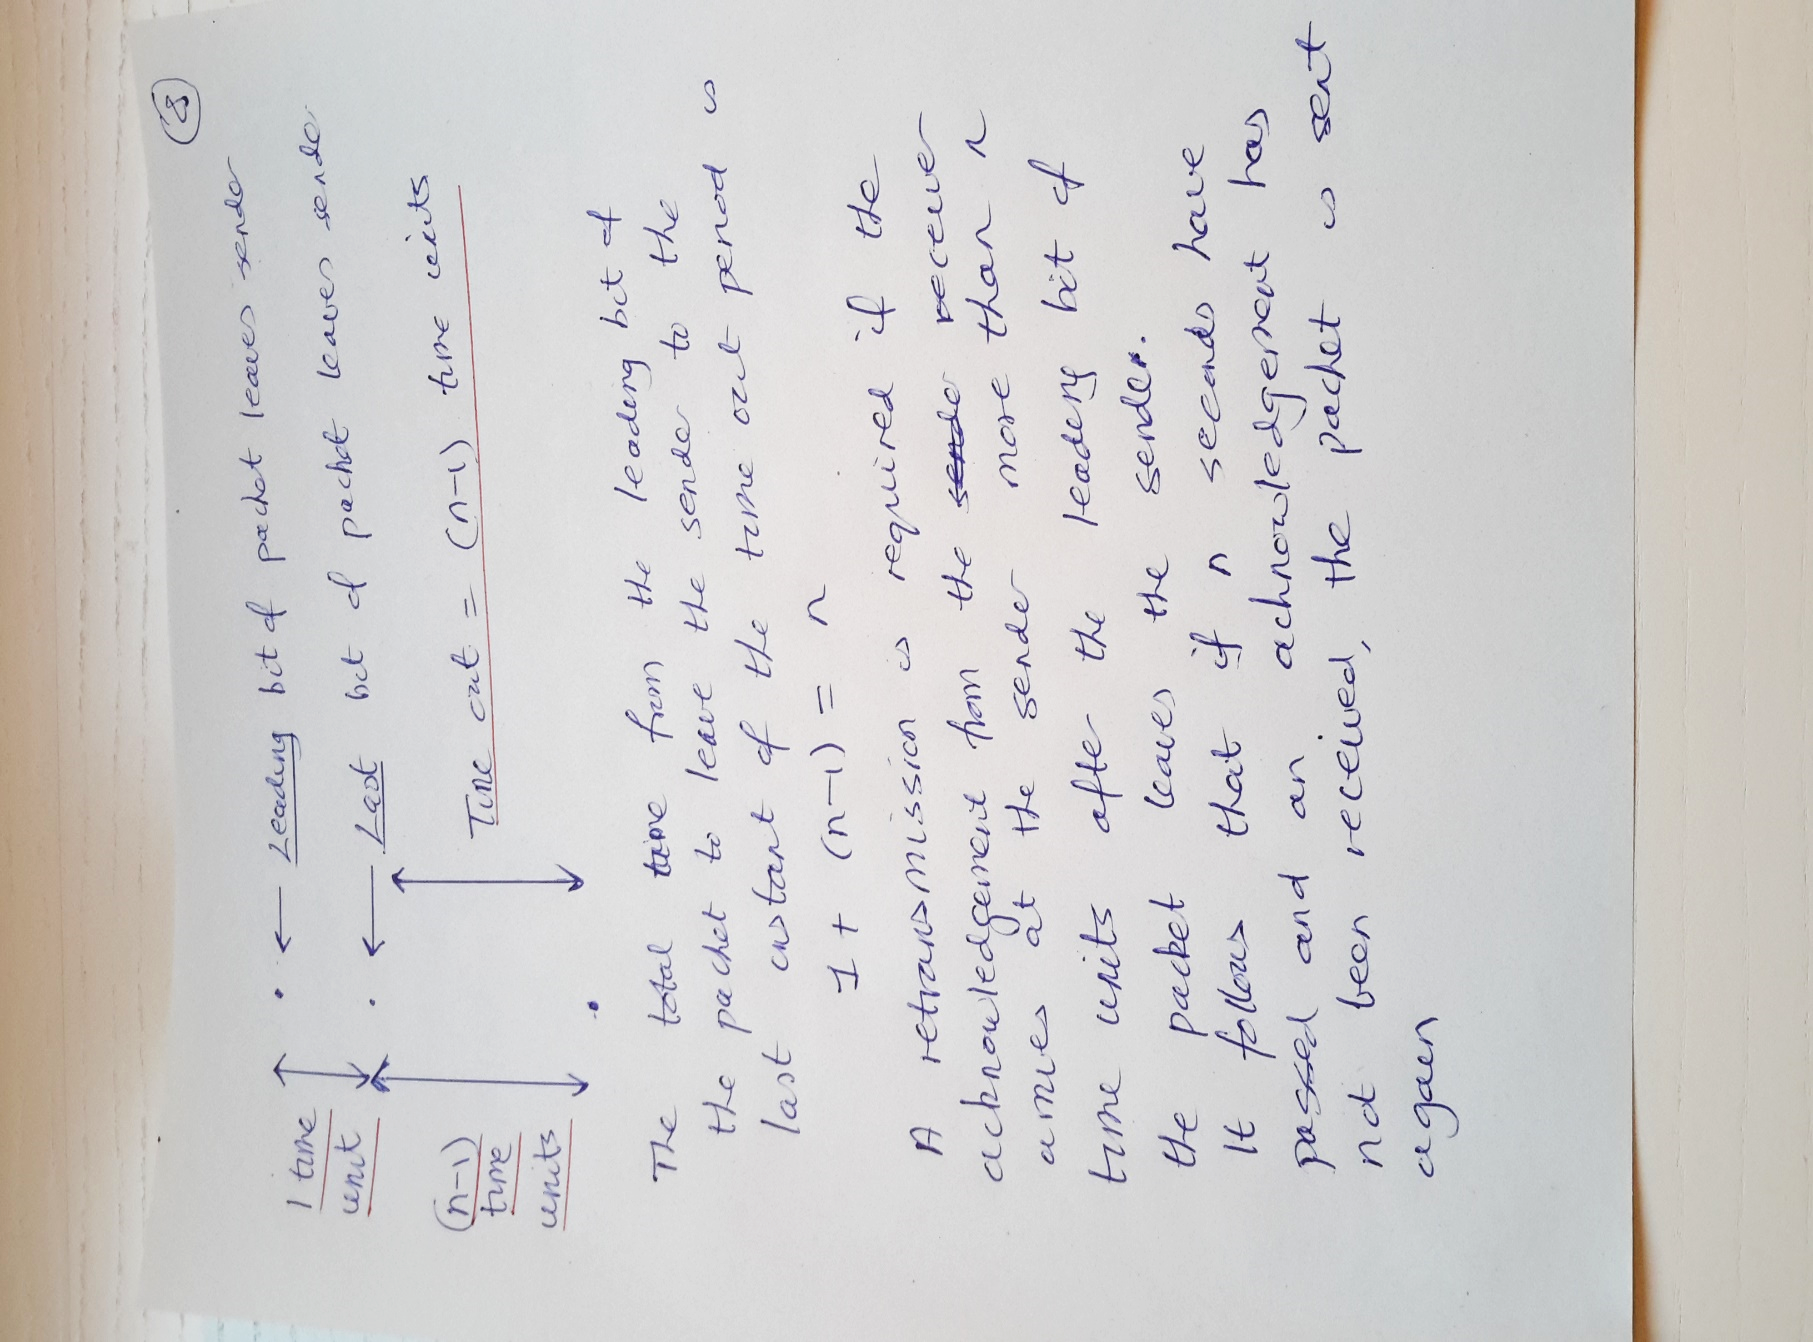 8
← Leading bit of packet leaves sender
1 time
unit
← Last bit of packet leaves sender
(n-1)
time
units
Time out = (n-1) time units
The total time from the leading bit of
the packet to leave the sender to the
last instant of the time out period is
1 + (n-1) = n
A retransmission is required if the
acknowledgement from the sender receiver
arrives at the sender more than n
time units after the leading bit of
the packet leaves the sender.
It follows that if n seconds have
passed and an acknowledgement has
not been received, the packet is sent
again